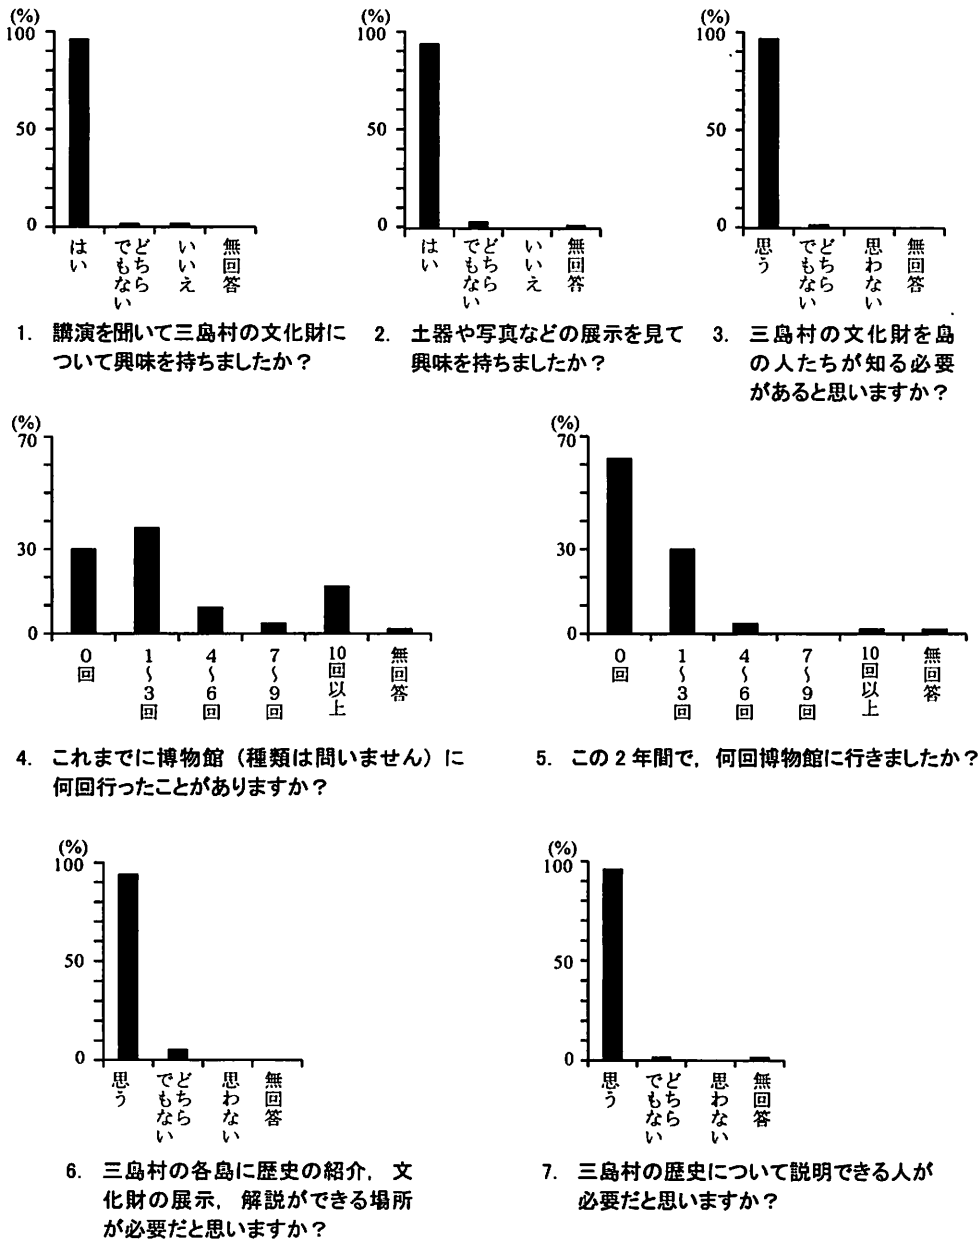 (%)
100
50
0
はい
どちらでもない
いいえ
無回答
1. 講演を聞いて三島村の文化財に
ついて興味を持ちましたか？
(%)
100
50
0
はい
どちらでもない
いいえ
無回答
2. 土器や写真などの展示を見て
興味を持ちましたか？
(%)
100
50
0
思う
どちらでもない
思わない
無回答
3. 三島村の文化財を島
の人たちが知る必要
があると思いますか？
(%)
70
30
0
0回
1～3回
4～6回
7～9回
10回以上
無回答
4. これまでに博物館（種類は問いません）に
何回行ったことがありますか？
(%)
70
30
0
0回
1～3回
4～6回
7～9回
10回以上
無回答
5. この2年間で，何回博物館に行きましたか？
(%)
100
50
0
思う
どちらでもない
思わない
無回答
6. 三島村の各島に歴史の紹介，文
化財の展示，解説ができる場所
が必要だと思いますか？
(%)
100
50
0
思う
どちらでもない
思わない
無回答
7. 三島村の歴史について説明できる人が
必要だと思いますか？